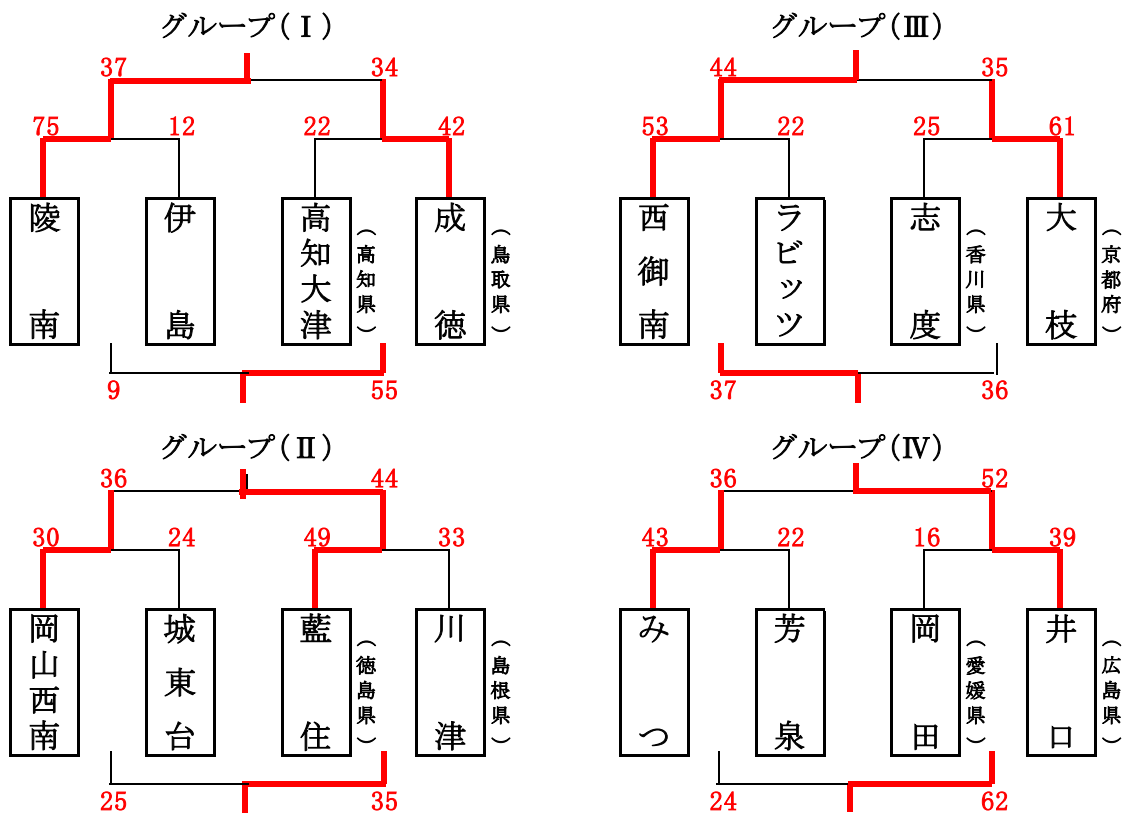 グループ(Ⅰ)
37 34
75 12 22 42
陵南
伊島
高知大津
(高知県)
成徳
(鳥取県)
9 55
グループ(Ⅲ)
44 35
53 22 25 61
西御南
ラビッツ
志度
(香川県)
大枝
(京都府)
37 36
グループ(Ⅱ)
36 44
30 24 49 33
岡山西南
城東台
藍住
(徳島県)
川津
(島根県)
25 35
グループ(Ⅳ)
36 52
43 22 16 39
みつ
芳泉
岡田
(愛媛県)
井口
(広島県)
24 62